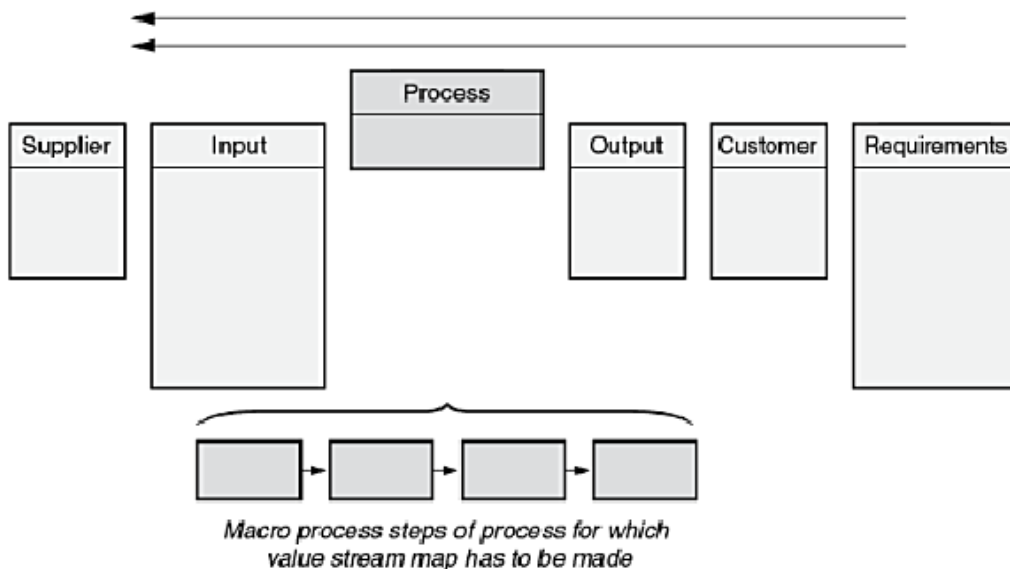 Process
Supplier
Input
Output
Customer
Requirements
Macro process steps of process for which
value stream map has to be made